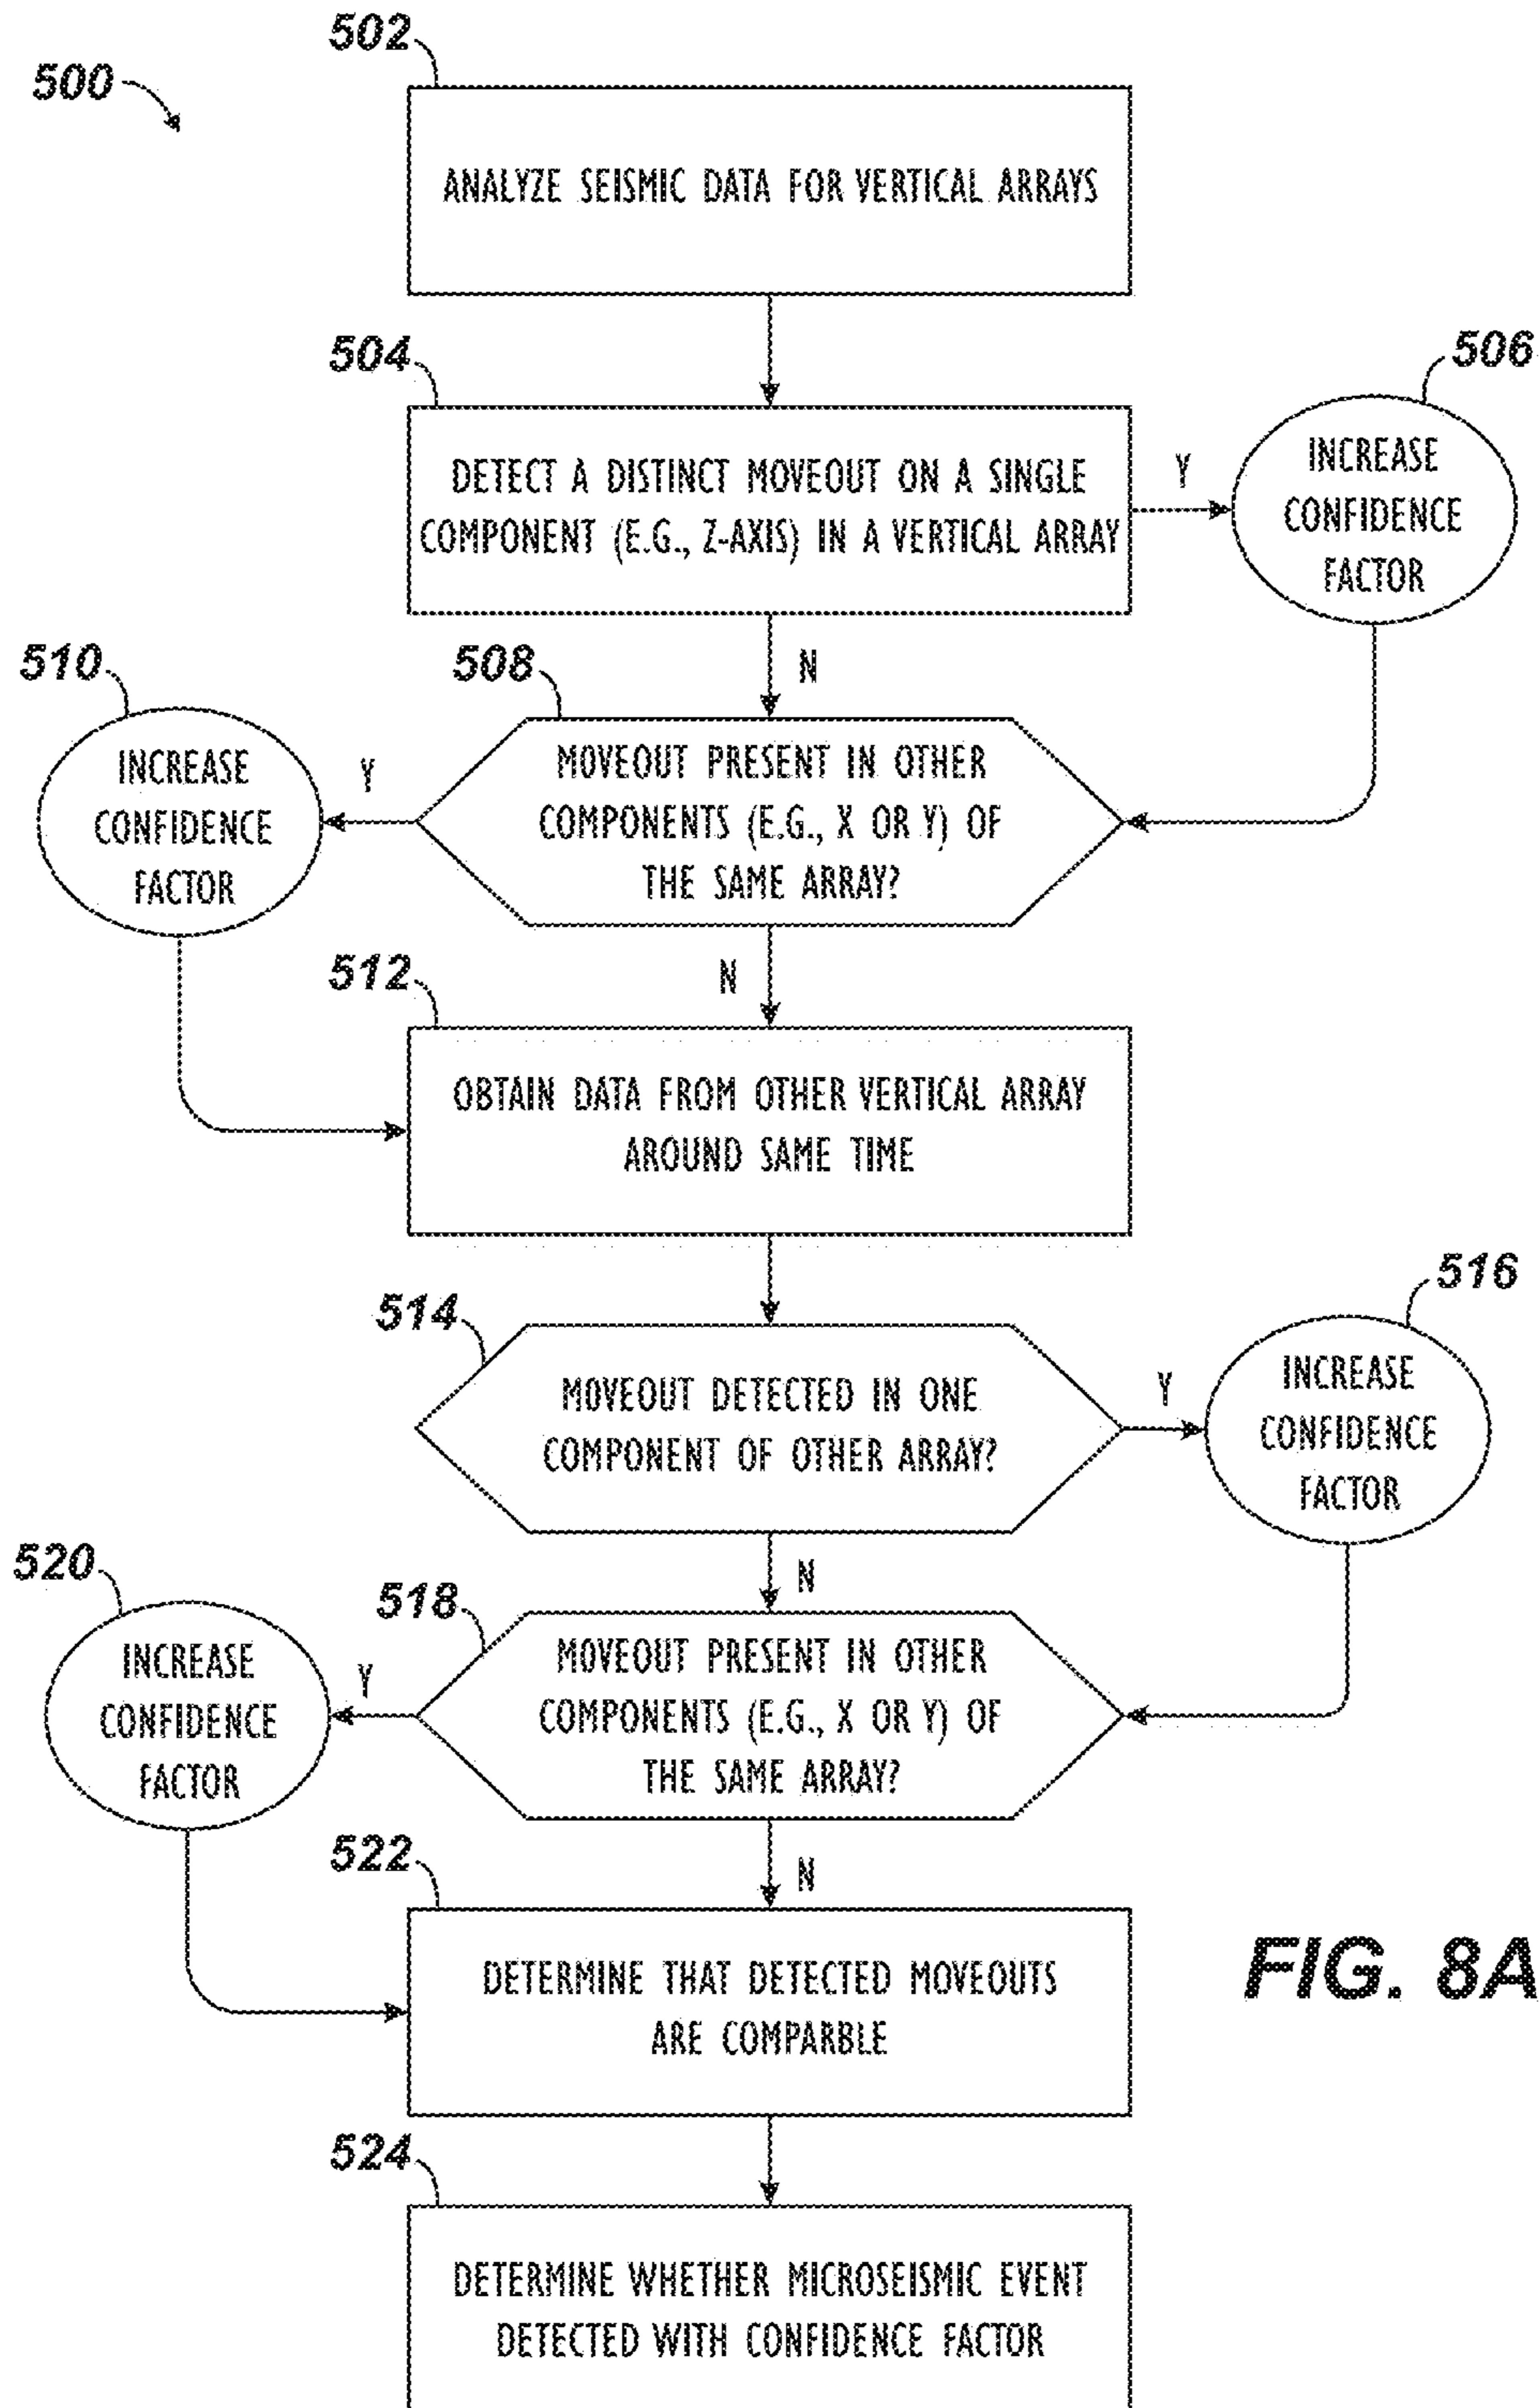 502
500
ANALYZE SEISMIC DATA FOR VERTICAL ARRAYS
504
506
DETECT A DISTINCT MOVEOUT ON A SINGLE
COMPONENT (E.G., Z-AXIS) IN A VERTICAL ARRAY
Y
INCREASE
CONFIDENCE
FACTOR
N
510
508
INCREASE
CONFIDENCE
FACTOR
Y
MOVEOUT PRESENT IN OTHER
COMPONENTS (E.G., X OR Y) OF
THE SAME ARRAY?
N
512
OBTAIN DATA FROM OTHER VERTICAL ARRAY
AROUND SAME TIME
514
516
MOVEOUT DETECTED IN ONE
COMPONENT OF OTHER ARRAY?
Y
INCREASE
CONFIDENCE
FACTOR
N
520
518
INCREASE
CONFIDENCE
FACTOR
Y
MOVEOUT PRESENT IN OTHER
COMPONENTS (E.G., X OR Y) OF
THE SAME ARRAY?
N
522
DETERMINE THAT DETECTED MOVEOUTS
ARE COMPARBLE
FIG. 8A
524
DETERMINE WHETHER MICROSEISMIC EVENT
DETECTED WITH CONFIDENCE FACTOR